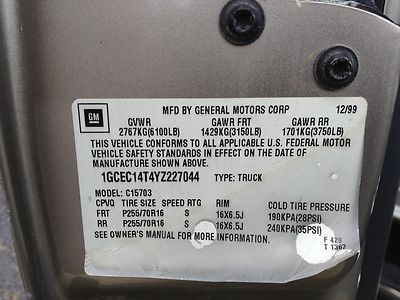 GM
MFD BY GENERAL MOTORS CORP 12/99
GVWR GAWR FRT GAWR RR
2767KG(6100LB) 1429KG(3150LB) 1701KG(3750LB)
THIS VEHICLE CONFORMS TO ALL APPLICABLE U.S. FEDERAL MOTOR
VEHICLE SAFETY STANDARDS IN EFFECT ON THE DATE OF
MANUFACTURE SHOWN ABOVE.
1GCEC14T4YZ227044 TYPE: TRUCK
MODEL: C15703
CPVQ TIRE SIZE SPEED RTG RIM COLD TIRE PRESSURE
FRT P255/70R16 S 16X6.5J 190KPA(28PSI)
RR P255/70R16 S 16X6.5J 240KPA(35PSI)
SEE OWNER'S MANUAL FOR MORE INFORMATION.
F 429
T 1367